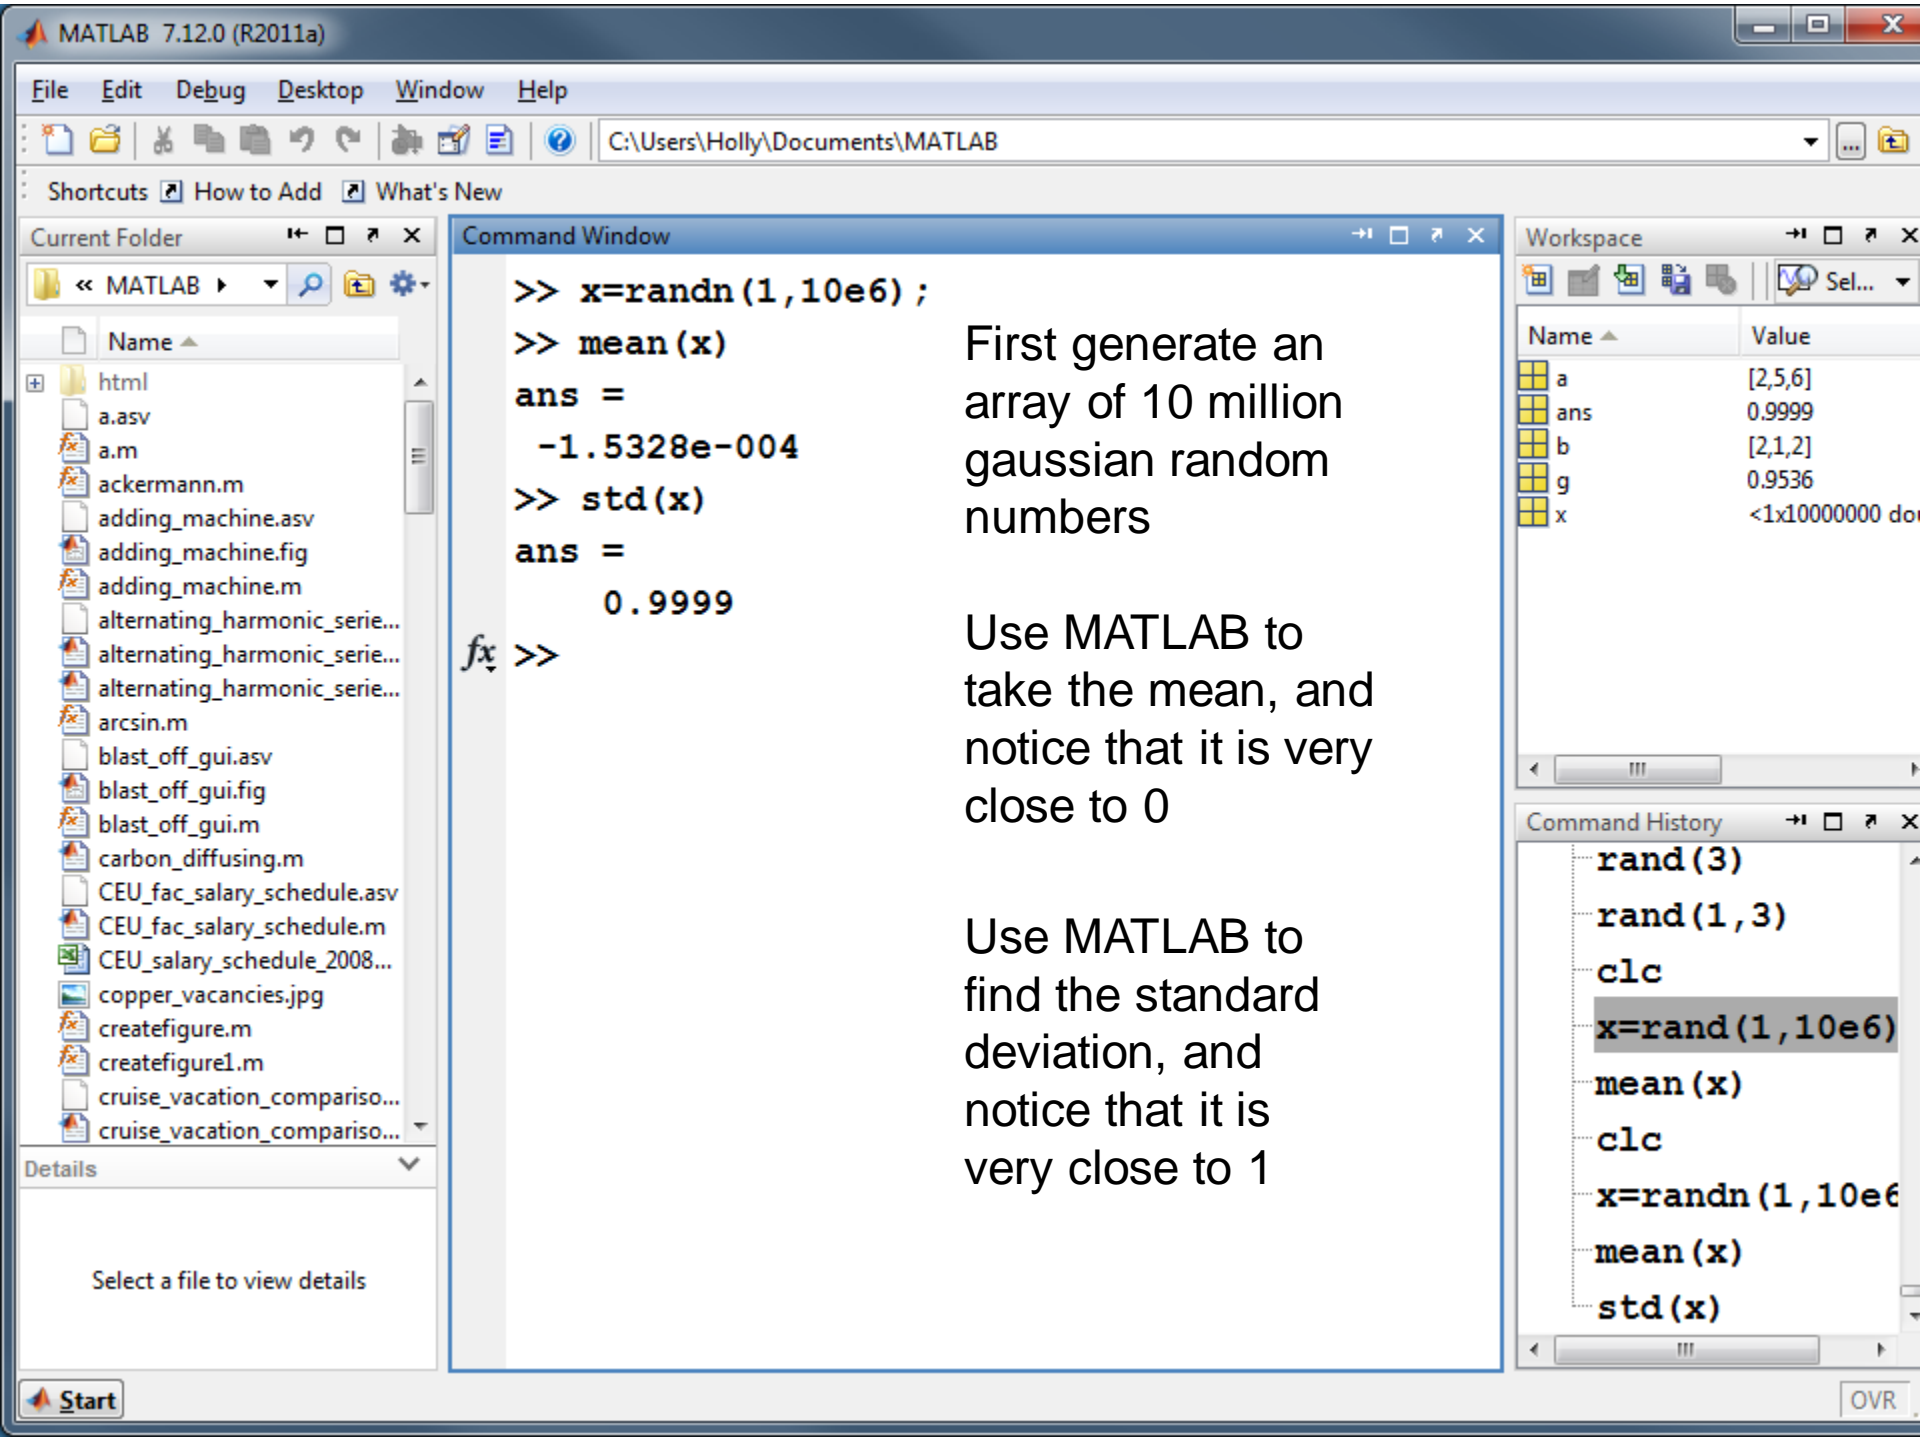 MATLAB 7.12.0 (R2011a)
File Edit Debug Desktop Window Help
C:\Users\Holly\Documents\MATLAB
Shortcuts How to Add What's New
Current Folder
« MATLAB
Name
html
a.asv
a.m
ackermann.m
adding_machine.asv
adding_machine.fig
adding_machine.m
alternating_harmonic_serie...
alternating_harmonic_serie...
alternating_harmonic_serie...
arcsin.m
blast_off_gui.asv
blast_off_gui.fig
blast_off_gui.m
carbon_diffusing.m
CEU_fac_salary_schedule.asv
CEU_fac_salary_schedule.m
CEU_salary_schedule_2008...
copper_vacancies.jpg
createfigure.m
createfigure1.m
cruise_vacation_compariso...
cruise_vacation_compariso...
Details
Select a file to view details
Command Window
>> x=randn(1,10e6);
>> mean(x)
ans =
-1.5328e-004
>> std(x)
ans =
0.9999
fx >>
First generate an
array of 10 million
gaussian random
numbers
Use MATLAB to
take the mean, and
notice that it is very
close to 0
Use MATLAB to
find the standard
deviation, and
notice that it is
very close to 1
Workspace
Sel...
Name Value
a [2,5,6]
ans 0.9999
b [2,1,2]
g 0.9536
x <1x10000000 dou
Command History
rand(3)
rand(1,3)
clc
x=rand(1,10e6)
mean(x)
clc
x=randn(1,10e6
mean(x)
std(x)
Start
OVR